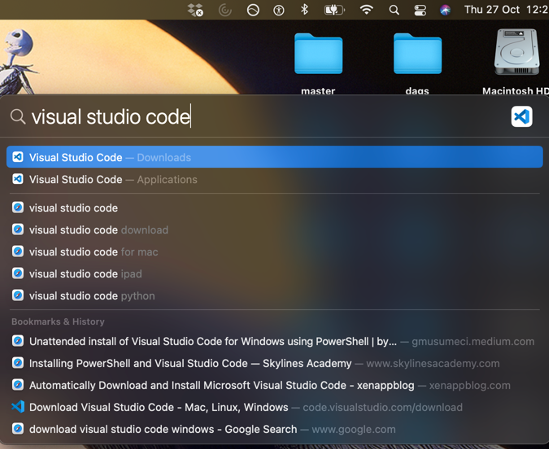 Thu 27 Oct 12:2
master
dags
Macintosh HD
visual studio code
Visual Studio Code — Downloads
Visual Studio Code — Applications
visual studio code
visual studio code download
visual studio code for mac
visual studio code ipad
visual studio code python
Bookmarks & History
Unattended install of Visual Studio Code for Windows using PowerShell | by... — gmusumeci.medium.com
Installing PowerShell and Visual Studio Code — Skylines Academy — www.skylinesacademy.com
Automatically Download and Install Microsoft Visual Studio Code - xenappblog — xenappblog.com
Download Visual Studio Code - Mac, Linux, Windows — code.visualstudio.com/download
download visual studio code windows - Google Search — www.google.com